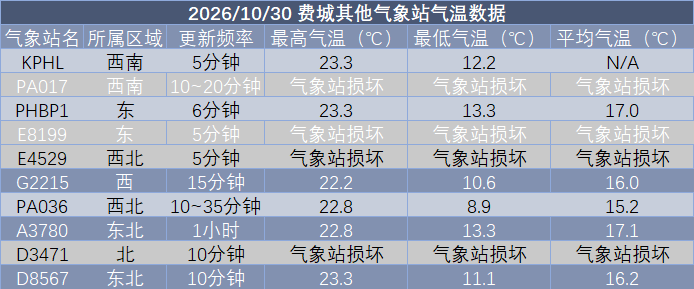 2026/10/30 费城其他气象站气温数据
气象站名 所属区域 更新频率 最高气温（℃） 最低气温（℃） 平均气温（℃）
KPHL 西南 5分钟 23.3 12.2 N/A
PA017 西南 10~20分钟 气象站损坏 气象站损坏 气象站损坏
PHBP1 东 6分钟 23.3 13.3 17.0
E8199 东 5分钟 气象站损坏 气象站损坏 气象站损坏
E4529 西北 5分钟 气象站损坏 气象站损坏 气象站损坏
G2215 西 15分钟 22.2 10.6 16.0
PA036 西北 10~35分钟 22.8 8.9 15.2
A3780 东北 1小时 22.8 13.3 17.1
D3471 北 10分钟 气象站损坏 气象站损坏 气象站损坏
D8567 东北 10分钟 23.3 11.1 16.2